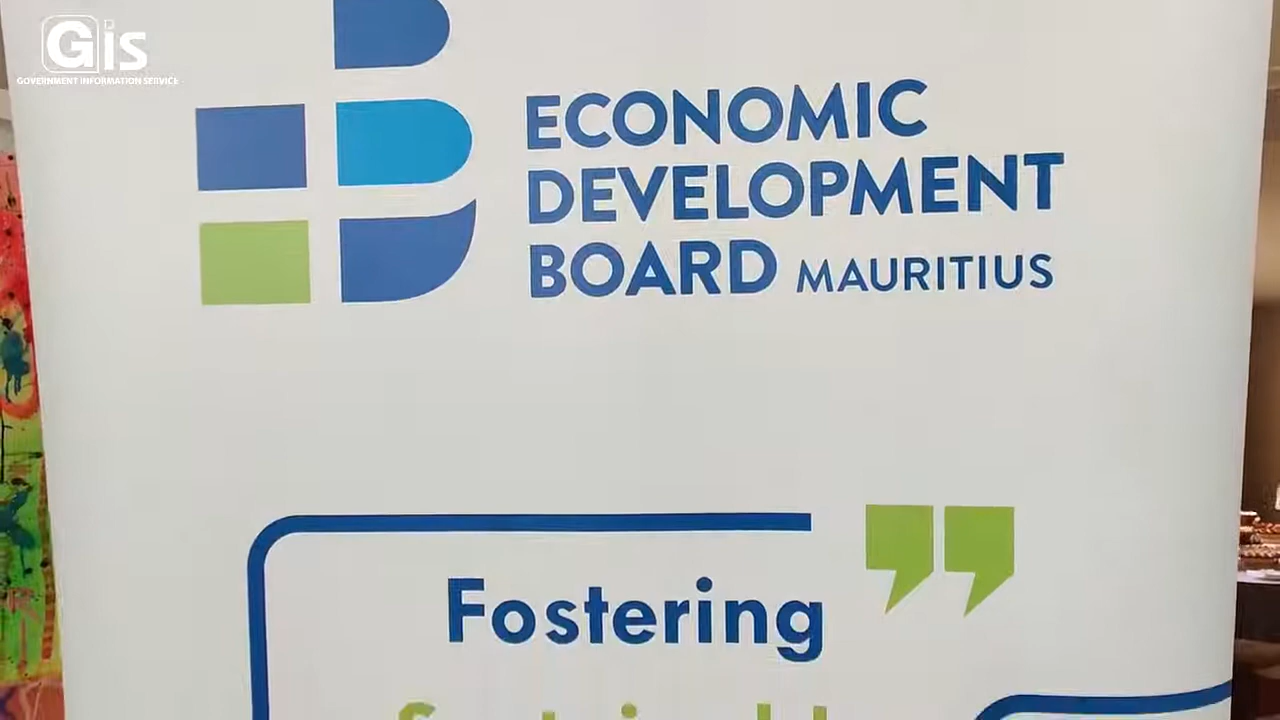 Gis
GOVERNMENT INFORMATION SERVICE
ECONOMIC
DEVELOPMENT
BOARD MAURITIUS
Fostering